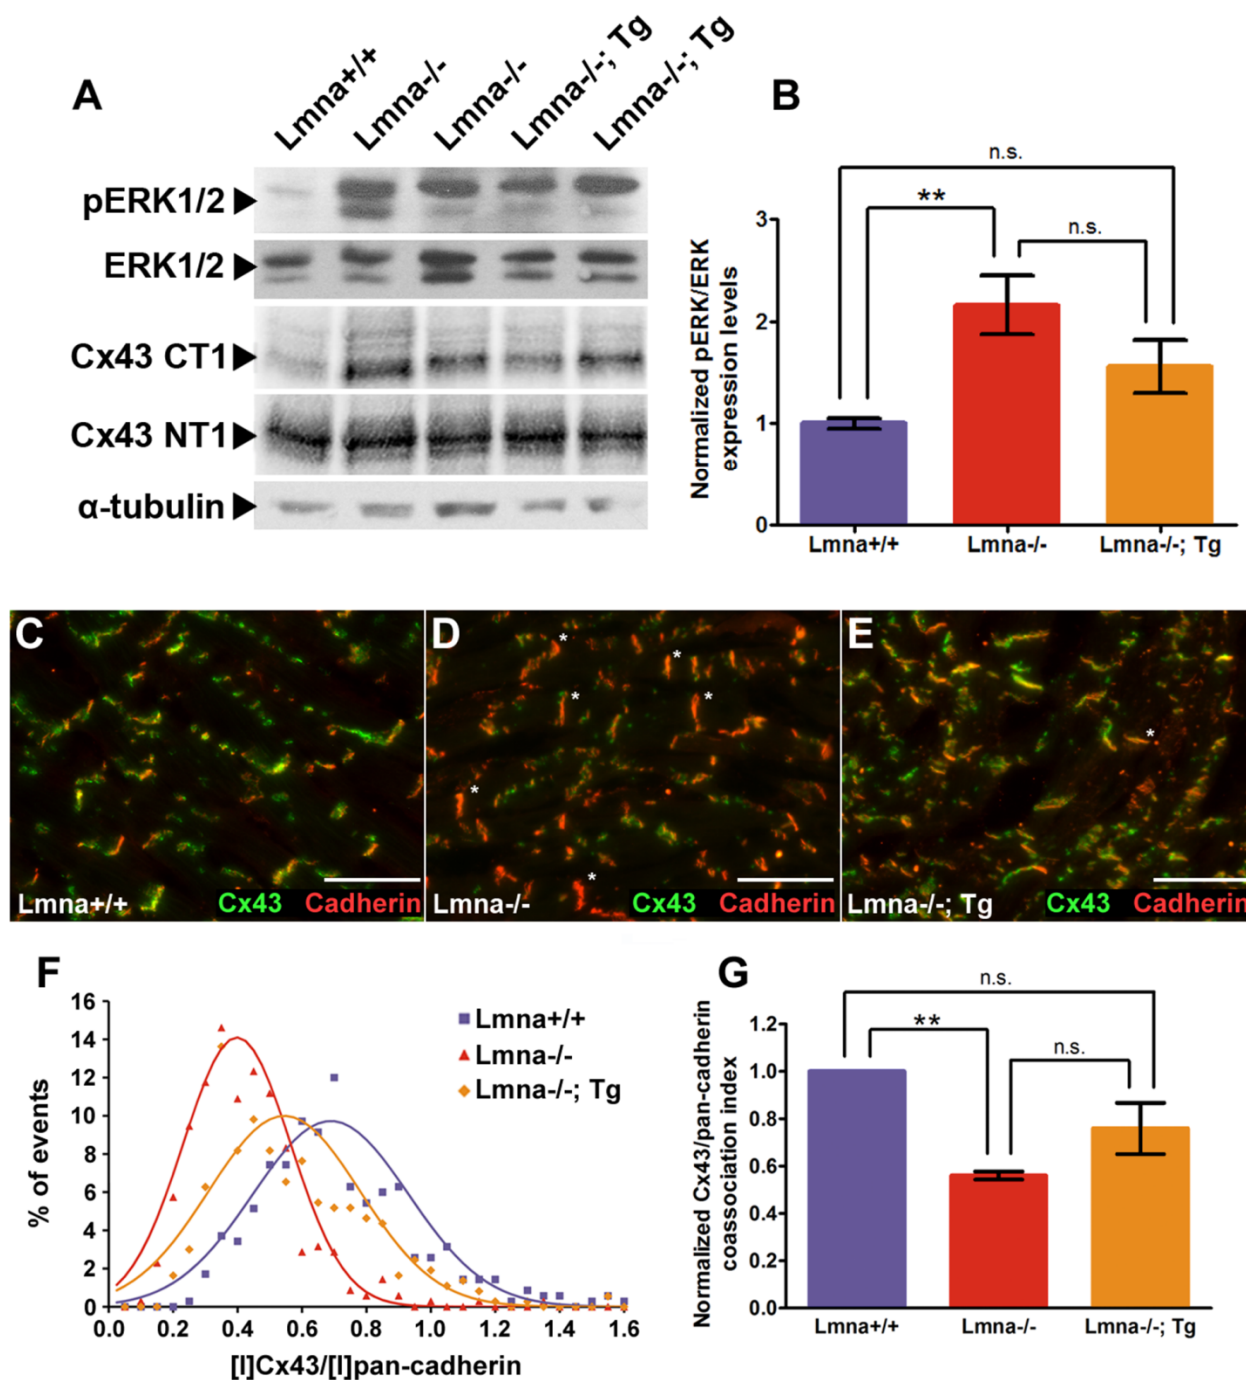 A
Lmna+/+
Lmna-/-
Lmna-/-
Lmna-/-; Tg
Lmna-/-; Tg
pERK1/2
ERK1/2
Cx43 CT1
Cx43 NT1
α-tubulin
B
n.s.
**
n.s.
Normalized pERK/ERK
expression levels
3
2
1
0
Lmna+/+
Lmna-/-
Lmna-/-; Tg
C
Lmna+/+
Cx43 Cadherin
D
*
*
*
*
*
*
Lmna-/-
Cx43 Cadherin
E
*
Lmna-/-; Tg
Cx43 Cadherin
F
% of events
16
14
12
10
8
6
4
2
0
Lmna+/+
Lmna-/-
Lmna-/-; Tg
0.0 0.2 0.4 0.6 0.8 1.0 1.2 1.4 1.6
[I]Cx43/[I]pan-cadherin
G
n.s.
**
n.s.
Normalized Cx43/pan-cadherin
coassociation index
1.2
1.0
0.8
0.6
0.4
0.2
0.0
Lmna+/+
Lmna-/-
Lmna-/-; Tg